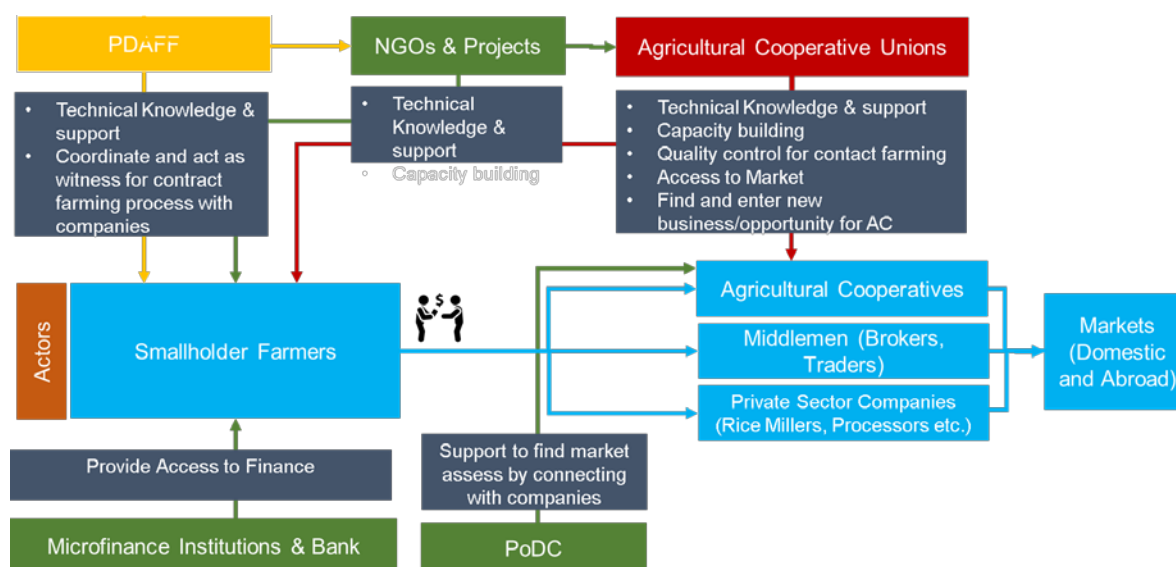 PDAFF
NGOs & Projects
Agricultural Cooperative Unions
• Technical Knowledge &
support
• Coordinate and act as
witness for contract
farming process with
companies
• Technical
Knowledge &
support
• Capacity building
• Technical Knowledge & support
• Capacity building
• Quality control for contact farming
• Access to Market
• Find and enter new
business/opportunity for AC
Actors
Smallholder Farmers
$
Agricultural Cooperatives
Middlemen (Brokers,
Traders)
Private Sector Companies
(Rice Millers, Processors etc.)
Markets
(Domestic
and Abroad)
Provide Access to Finance
Support to find market
assess by connecting
with companies
Microfinance Institutions & Bank
PoDC